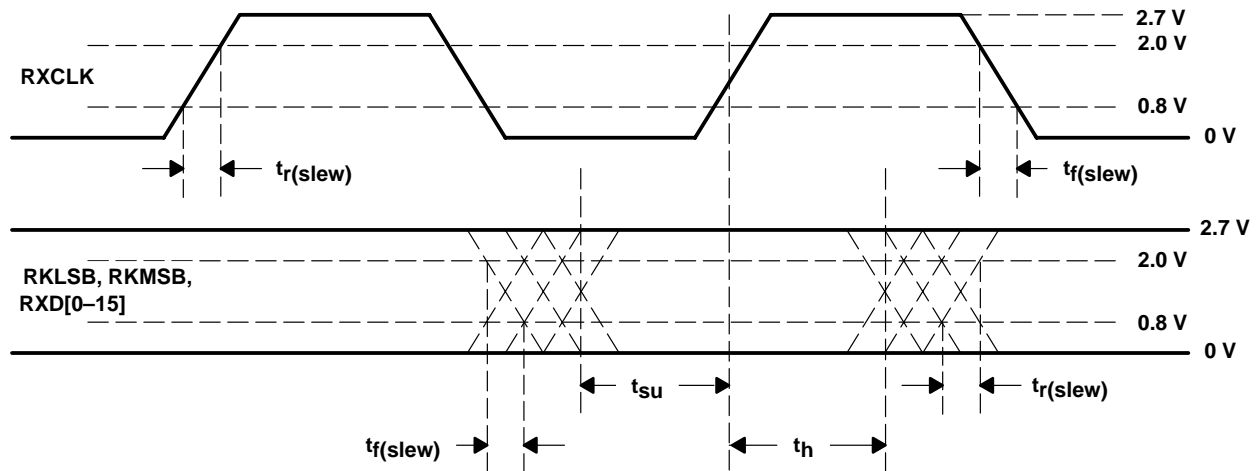 2.7 V
2.0 V
RXCLK
0.8 V
0 V
tr(slew)
tf(slew)
2.7 V
RKLSB, RKMSB,
RXD[0–15]
2.0 V
0.8 V
0 V
tsu
tr(slew)
tf(slew)
th